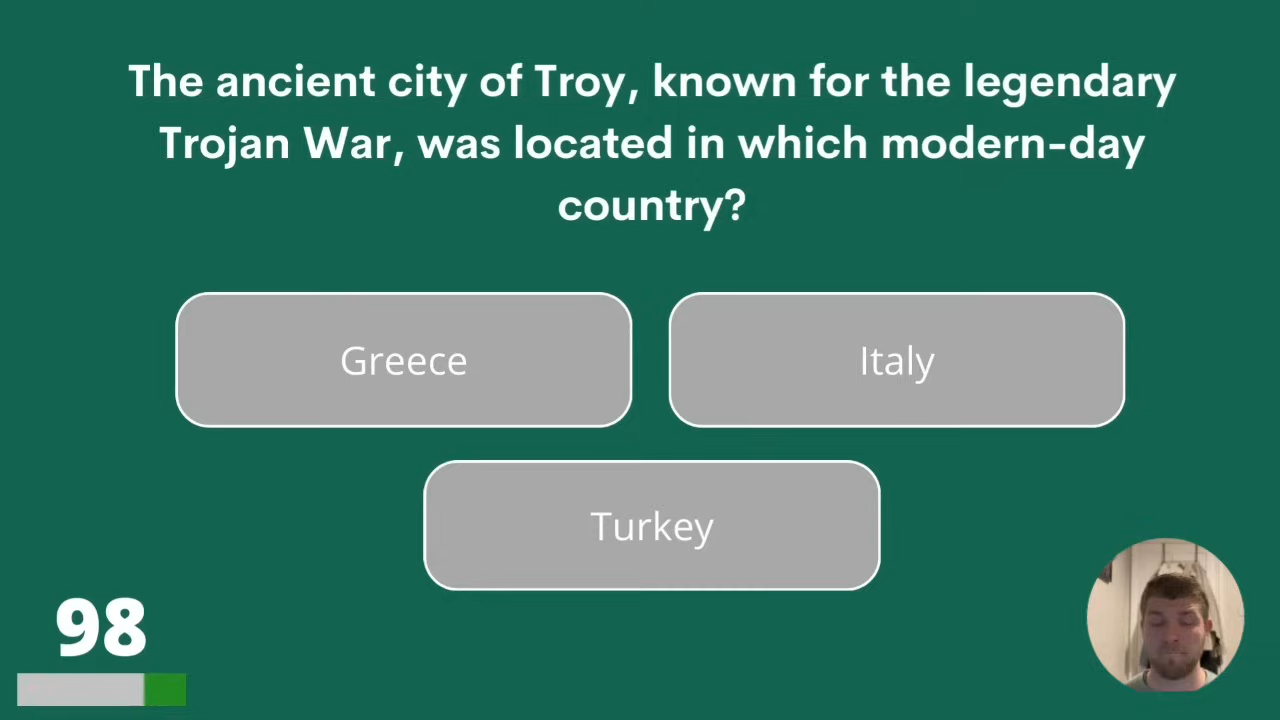 The ancient city of Troy, known for the legendary
Trojan War, was located in which modern-day
country?
Greece
Italy
Turkey
98